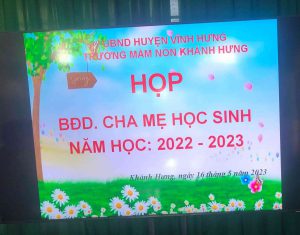 UBND HUYỆN VĨNH HƯNG
TRƯỜNG MẦM NON KHÁNH HƯNG
HỌP
BĐD. CHA MẸ HỌC SINH
NĂM HỌC: 2022 - 2023
Khánh Hưng, ngày 16 tháng 5 năm 2023